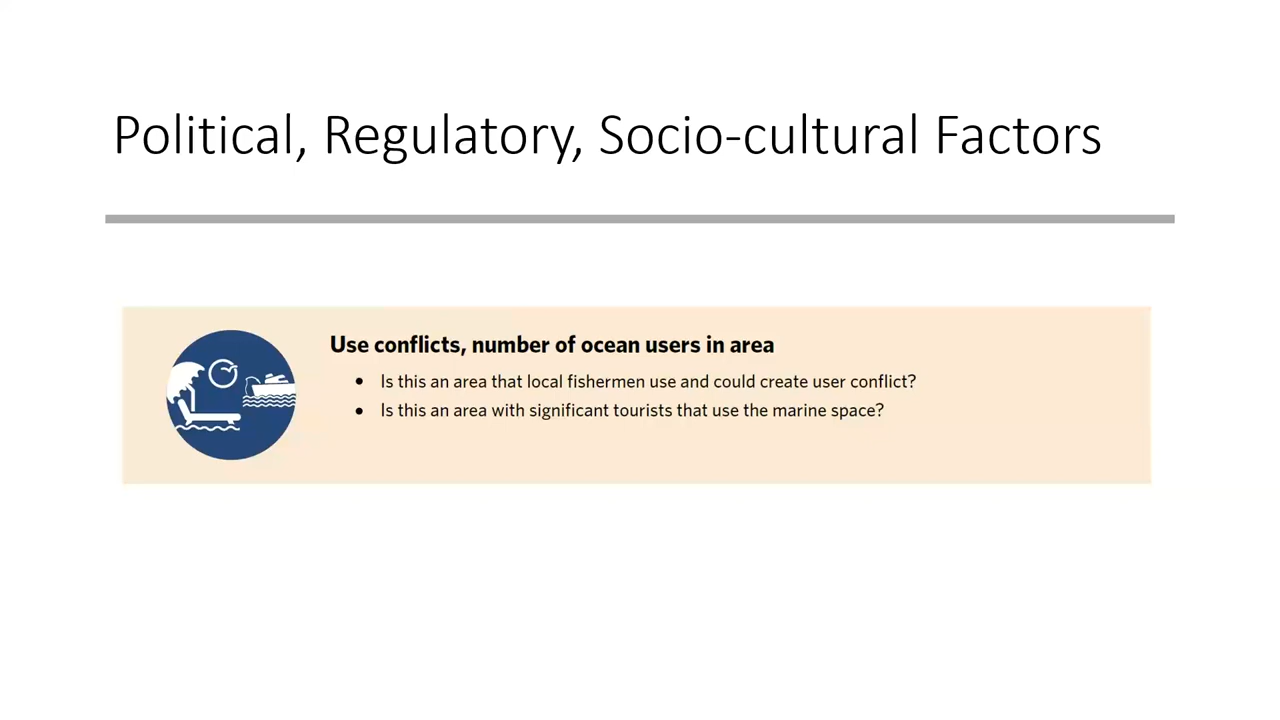 Political, Regulatory, Socio-cultural Factors
Use conflicts, number of ocean users in area
• Is this an area that local fishermen use and could create user conflict?
• Is this an area with significant tourists that use the marine space?